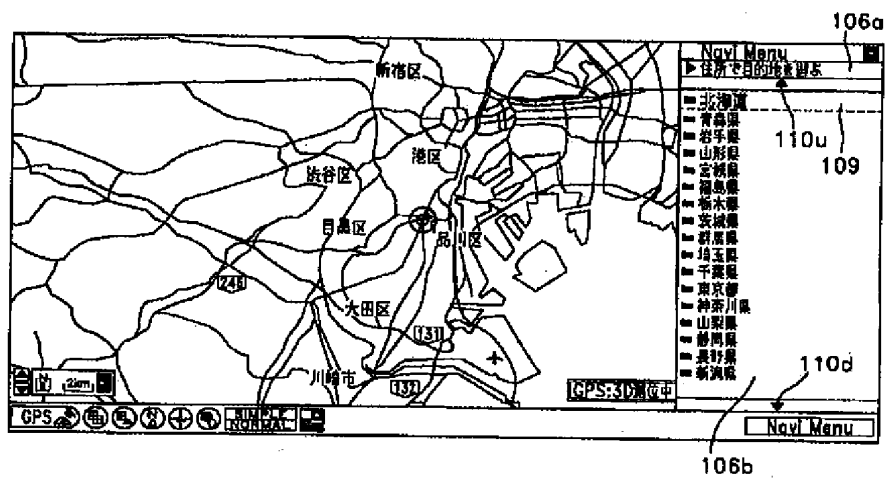 106a
Navi Menu
▶住所で目的地を選ぶ
新宿区
北海道
青森県
110u
岩手県
109
港区
山形県
渋谷区
宮城県
福島県
栃木県
目黒区
茨城県
品川区
群馬県
埼玉県
246
千葉県
東京都
大田区
神奈川県
131
山梨県
静岡県
長野県
110d
川崎市
新潟県
N
2km
131
GPS:3D測位中
GPS
SIMPLE
NORMAL
Navi Menu
106b